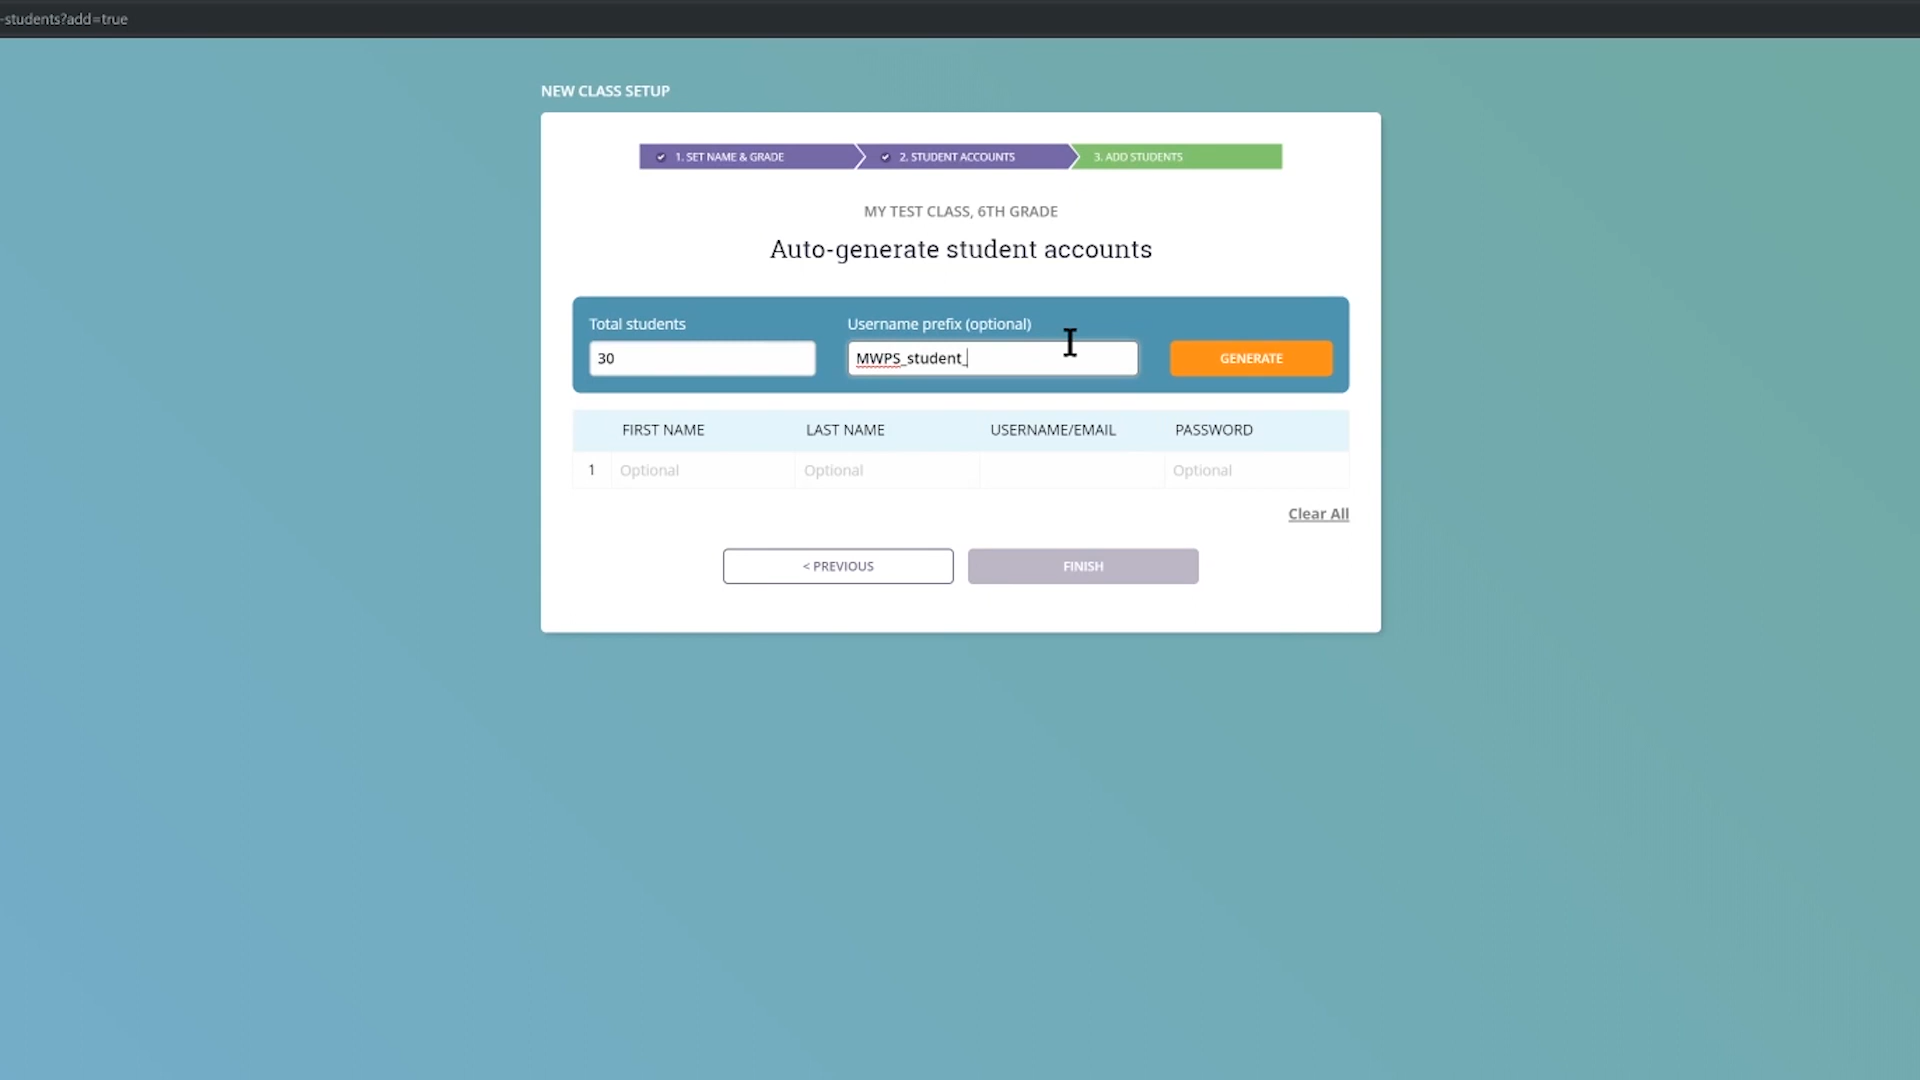 -students?add=true
NEW CLASS SETUP
1. SET NAME & GRADE
2. STUDENT ACCOUNTS
3. ADD STUDENTS
MY TEST CLASS, 6TH GRADE
Auto-generate student accounts
Total students
Username prefix (optional)
30
MWPS_student_
GENERATE
FIRST NAME
LAST NAME
USERNAME/EMAIL
PASSWORD
1
Optional
Optional
Optional
Clear All
< PREVIOUS
FINISH